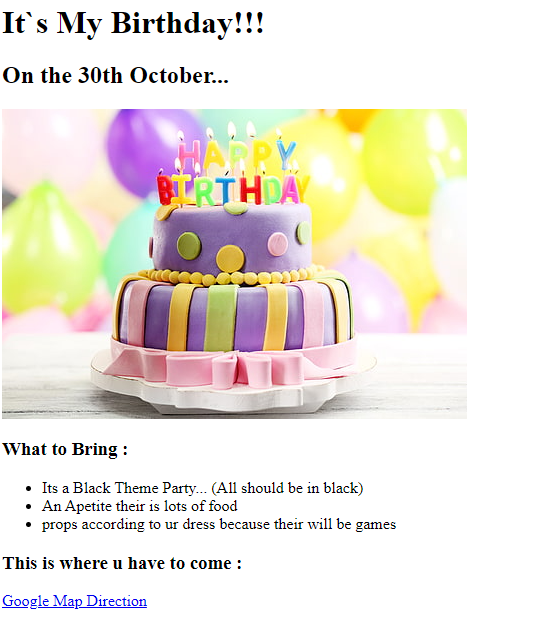 It`s My Birthday!!!
On the 30th October...
HAPPY
BIRTHDAY
What to Bring :
Its a Black Theme Party... (All should be in black)
An Apetite their is lots of food
props according to ur dress because their will be games
This is where u have to come :
Google Map Direction